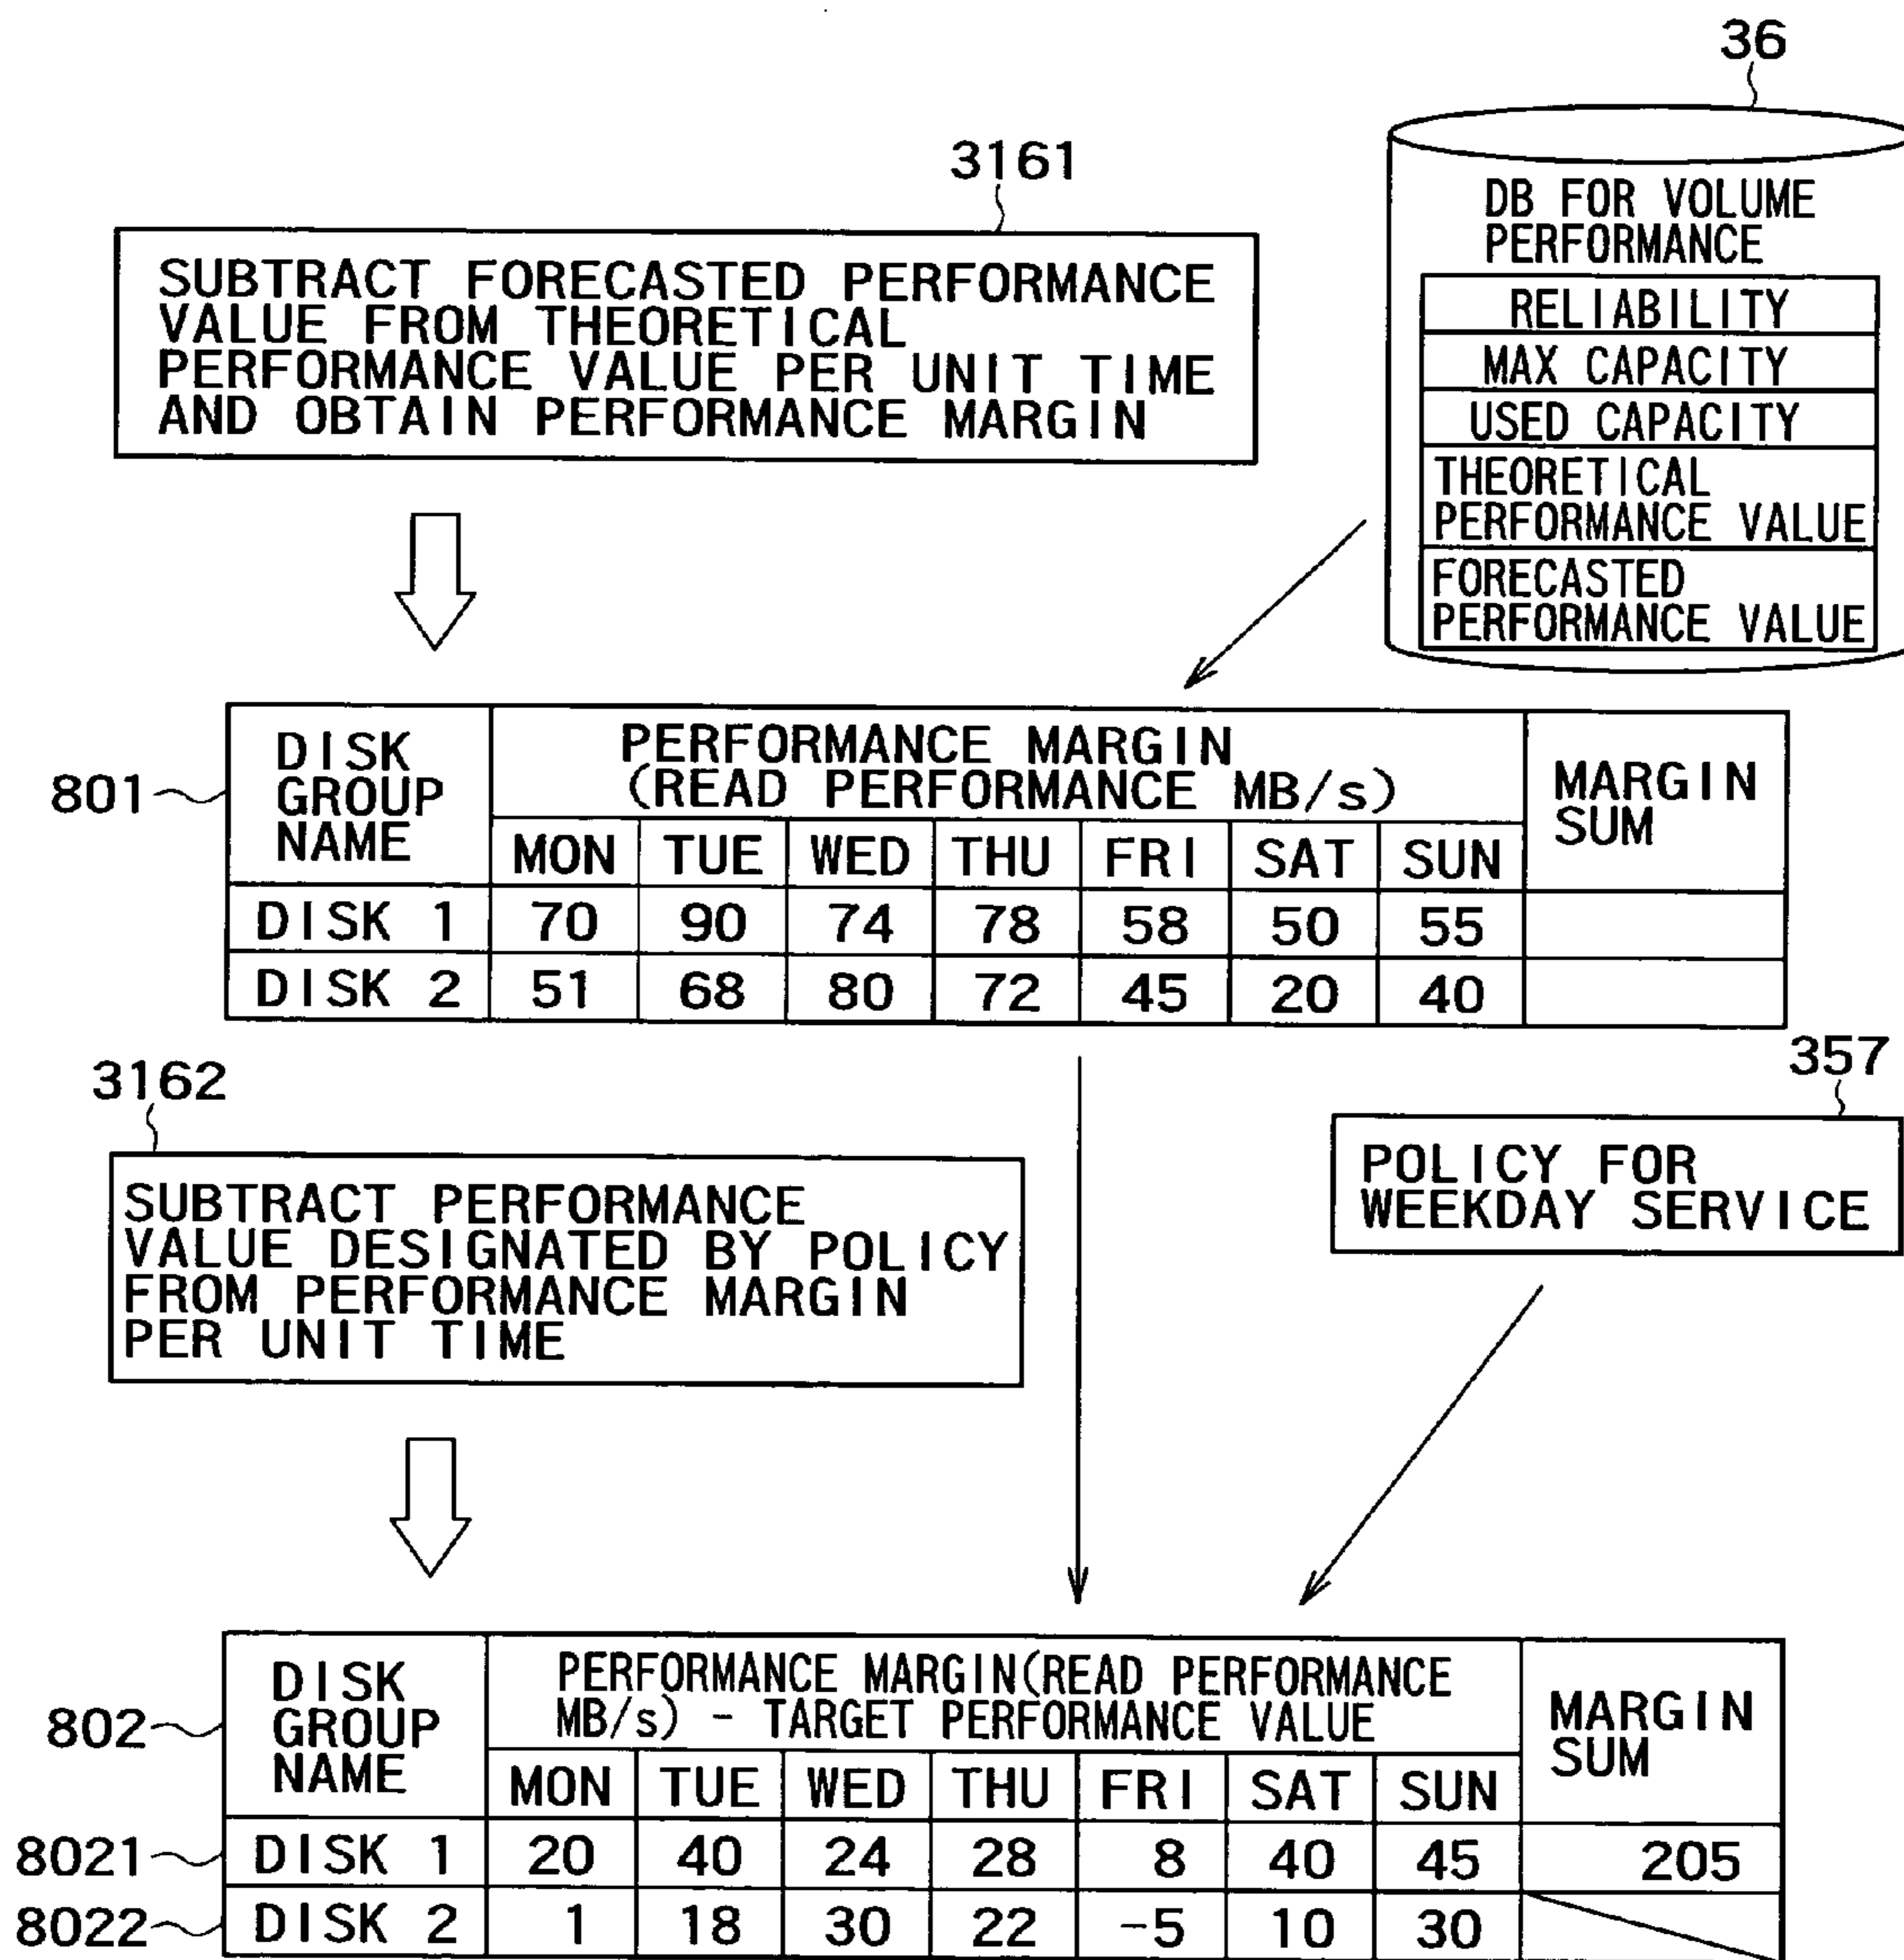 36
3161
DB FOR VOLUME
PERFORMANCE
RELIABILITY
MAX CAPACITY
USED CAPACITY
THEORETICAL
PERFORMANCE VALUE
FORECASTED
PERFORMANCE VALUE
SUBTRACT FORECASTED PERFORMANCE
VALUE FROM THEORETICAL
PERFORMANCE VALUE PER UNIT TIME
AND OBTAIN PERFORMANCE MARGIN
801
DISK
GROUP
NAME
PERFORMANCE MARGIN
(READ PERFORMANCE MB/s)
MARGIN
SUM
MON TUE WED THU FRI SAT SUN
DISK 1 70 90 74 78 58 50 55
DISK 2 51 68 80 72 45 20 40
3162
SUBTRACT PERFORMANCE
VALUE DESIGNATED BY POLICY
FROM PERFORMANCE MARGIN
PER UNIT TIME
357
POLICY FOR
WEEKDAY SERVICE
802
DISK
GROUP
NAME
PERFORMANCE MARGIN(READ PERFORMANCE
MB/s) - TARGET PERFORMANCE VALUE
MARGIN
SUM
MON TUE WED THU FRI SAT SUN
8021 DISK 1 20 40 24 28 8 40 45 205
8022 DISK 2 1 18 30 22 -5 10 30